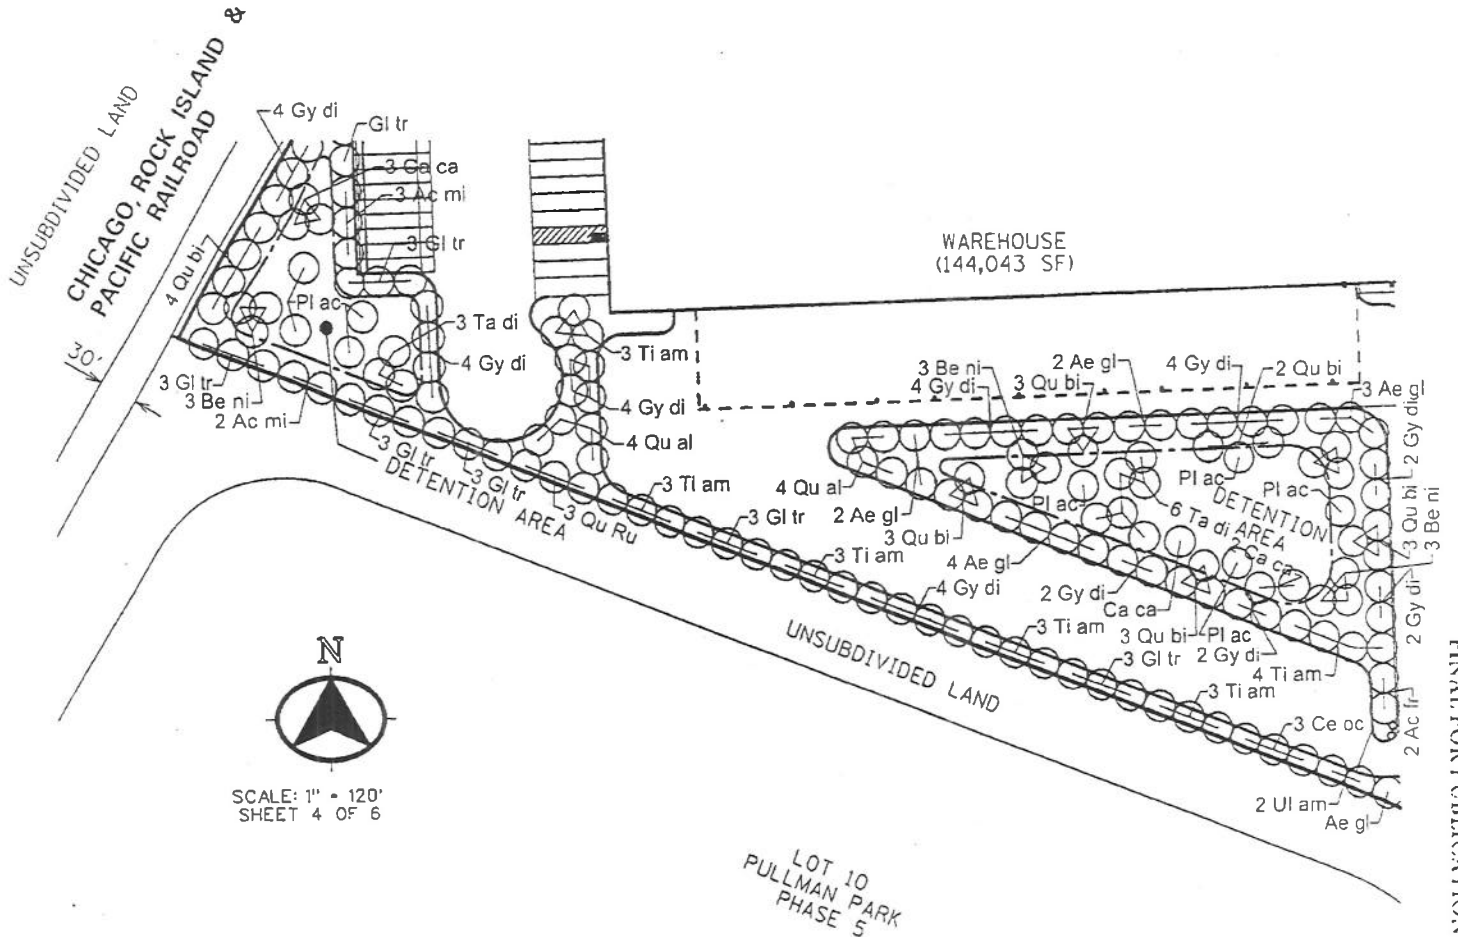 UNSUBDIVIDED LAND
CHICAGO, ROCK ISLAND &
PACIFIC RAILROAD
30'
4 Gy di
Gl tr
3 Ca ca
3 Ac mi
3 Gl tr
4 Qu bi
Pl ac
3 Ta di
4 Gy di
3 Ti am
4 Gy di
4 Qu al
3 Gl tr
3 Be ni
2 Ac mi
3 Gl tr
DETENTION AREA
3 Gl tr
3 Qu Ru
3 Ti am
3 Gl tr
3 Ti am
4 Gy di
3 Ti am
3 Gl tr
3 Ti am
3 Ce oc
2 Ul am
Ae gl
WAREHOUSE
(144,043 SF)
3 Be ni
4 Gy di
3 Qu bi
2 Ae gl
4 Gy di
2 Qu bi
3 Ae gl
2 Gy di
4 Qu al
2 Ae gl
3 Qu bi
4 Ae gl
2 Gy di
Ca ca
3 Qu bi
Pl ac
2 Gy di
4 Ti am
Pl ac
Pl ac
Pl ac
6 Ta di
DETENTION
AREA
2 Ca ca
3 Qu bi
3 Be ni
2 Gy di
2 Ac fr
UNSUBDIVIDED LAND
N
SCALE: 1" = 120'
SHEET 4 OF 6
LOT 10
PULLMAN PARK
PHASE 5
FINAL FOR PUBLICATION